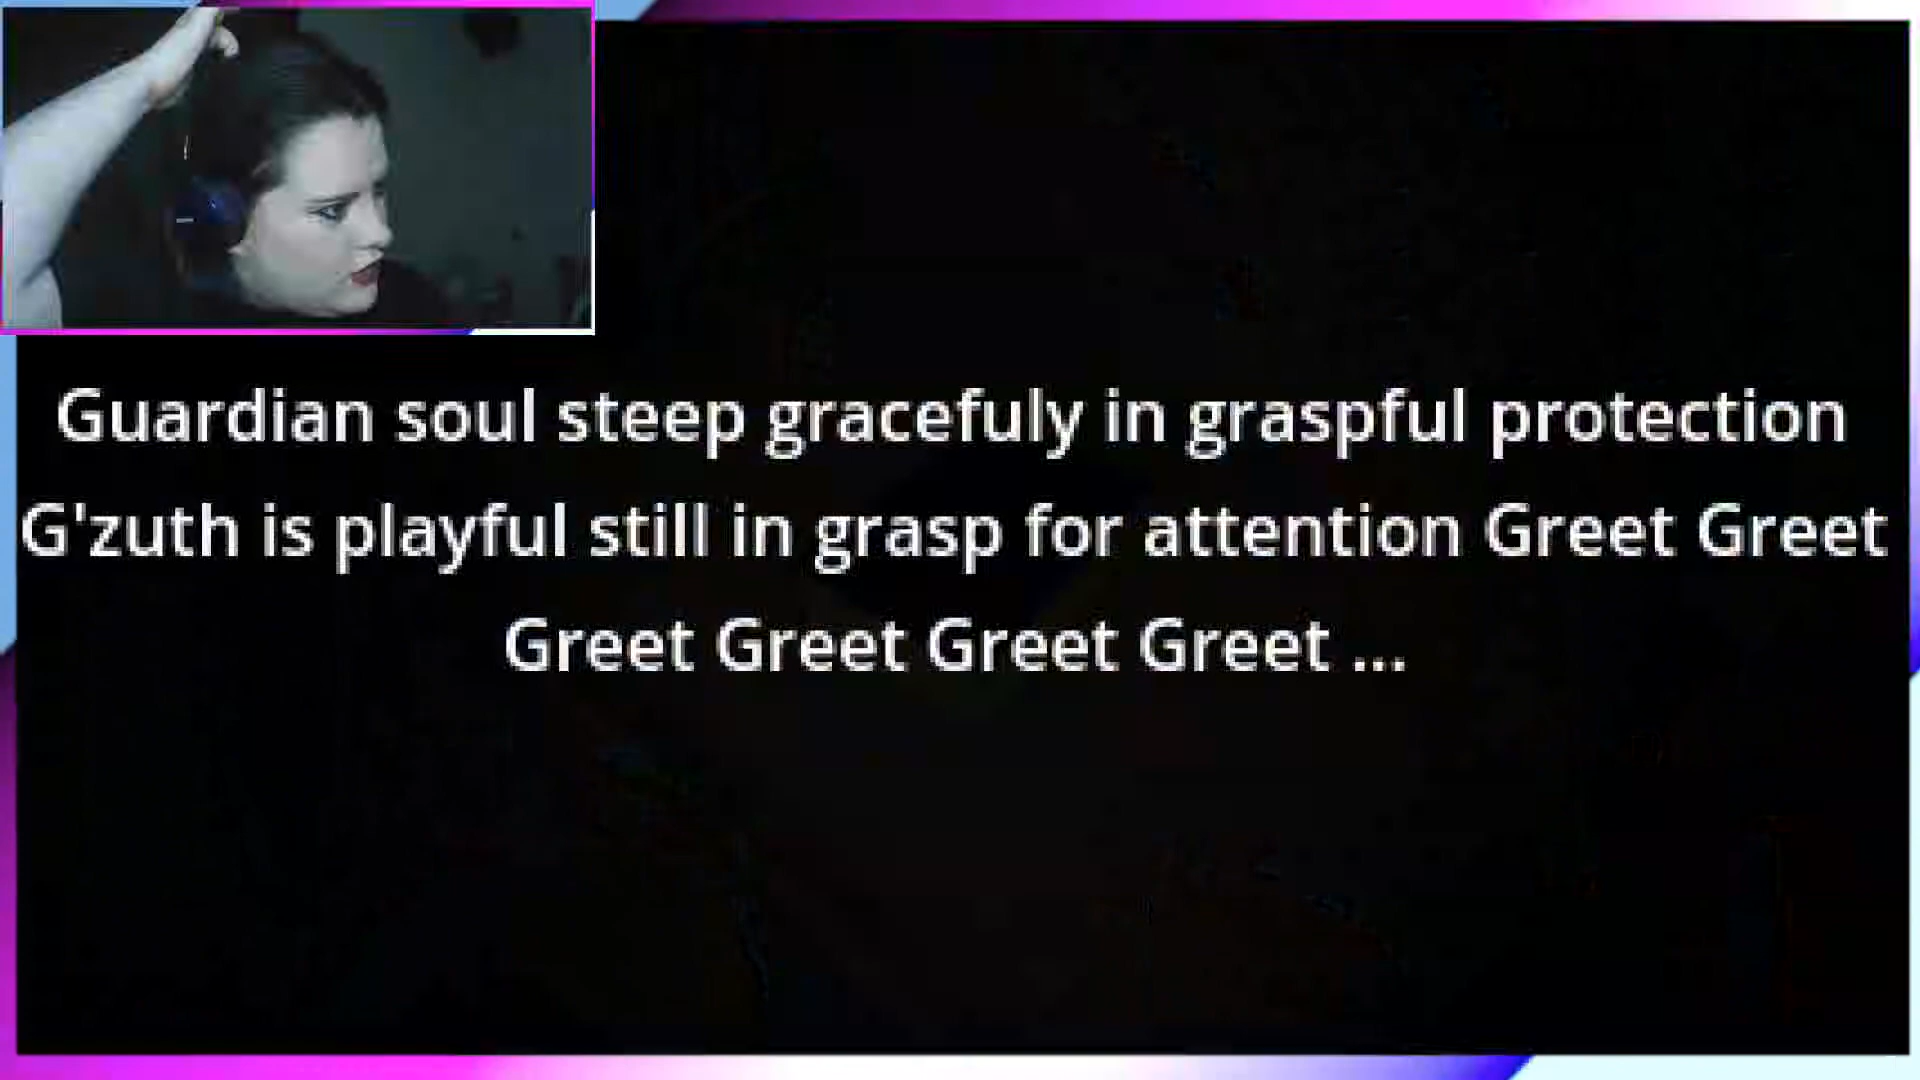 Guardian soul steep gracefuly in graspful protection
G'zuth is playful still in grasp for attention Greet Greet
Greet Greet Greet Greet ...